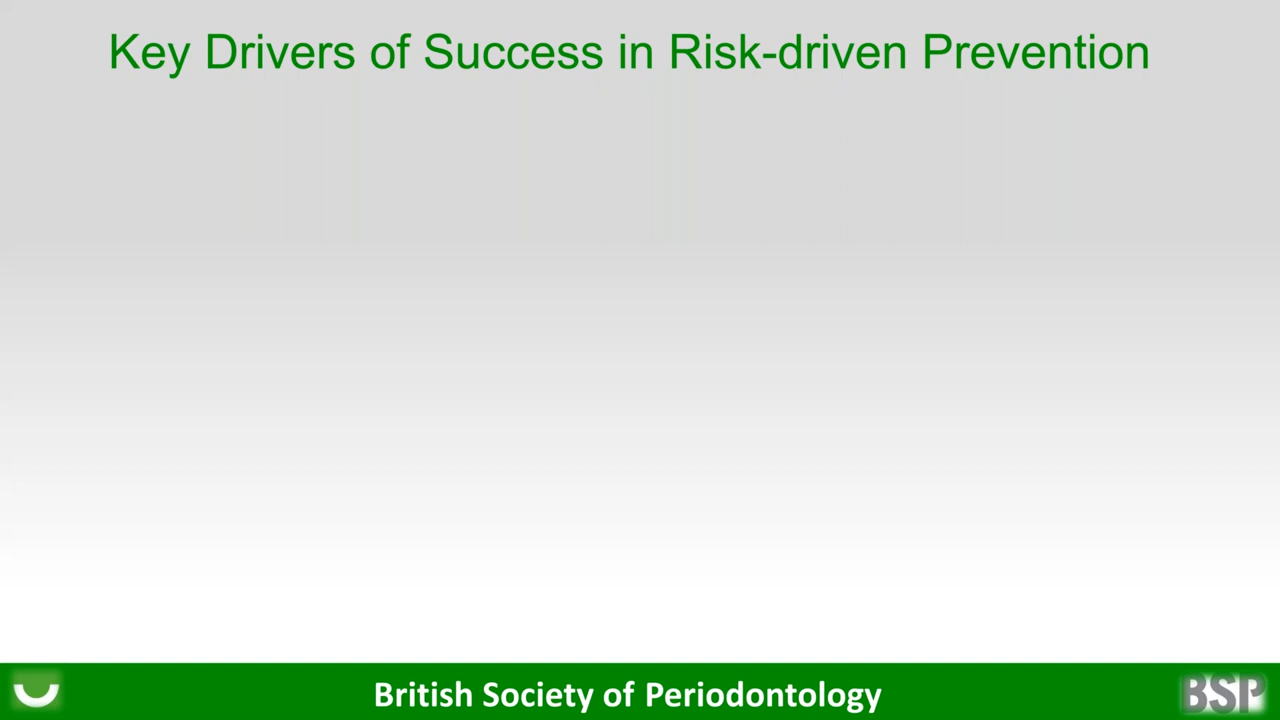 Key Drivers of Success in Risk-driven Prevention
British Society of Periodontology
BSP